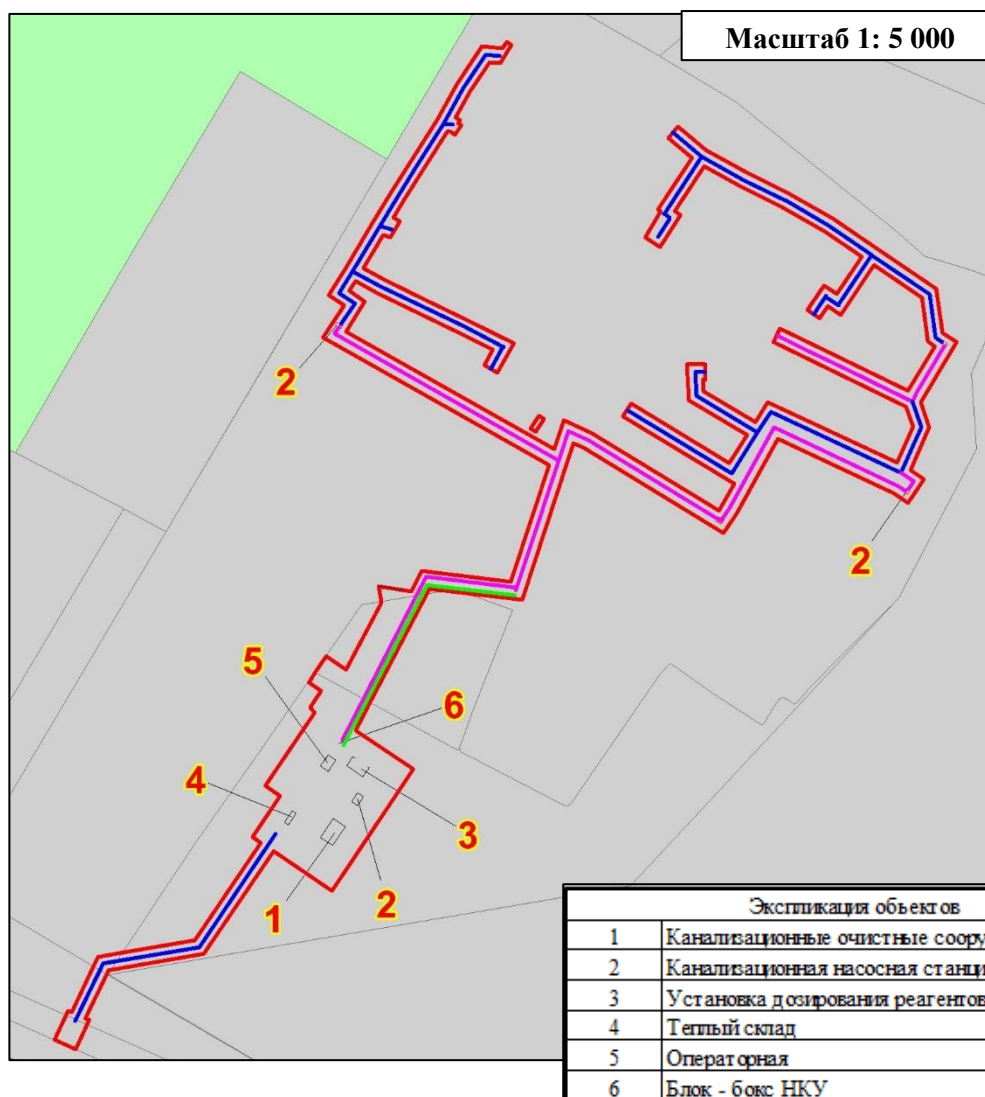 Масштаб 1: 5 000
2
2
5
6
4
3
2
1
Экспликация объектов
1 Канализационные очистные соору
2 Канализационная насосная станци
3 Установка дозирования реагентов
4 Теплый склад
5 Операторная
6 Блок - бокс НКУ